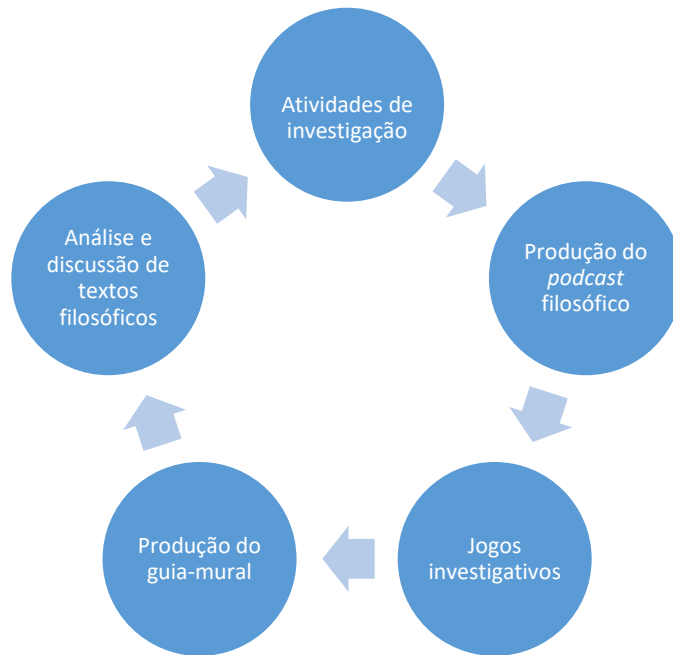 Atividades de
investigação
Produção do
podcast
filosófico
Jogos
investigativos
Produção do
guia-mural
Análise e
discussão de
textos
filosóficos